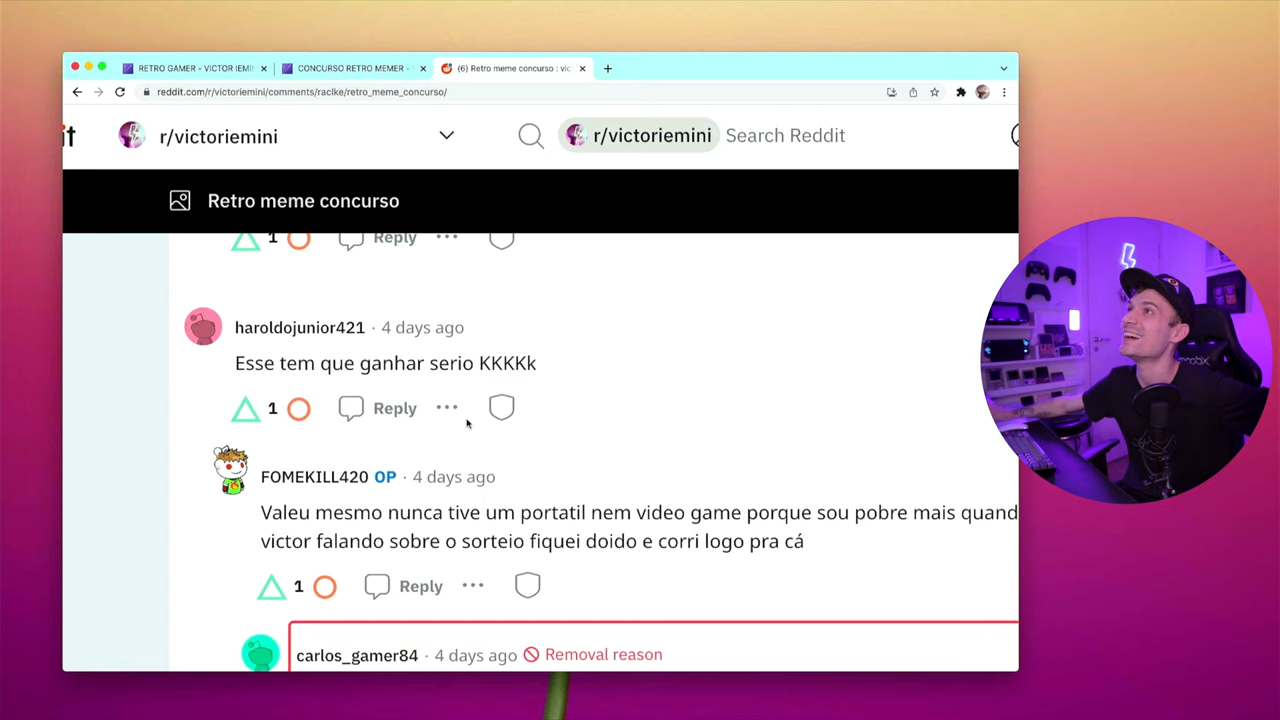 RETRO GAMER - VICTOR IEMINI
CONCURSO RETRO MEMER -
(6) Retro meme concurso : vic
reddit.com/r/victoriemini/comments/raclke/retro_meme_concurso/
it
r/victoriemini
r/victoriemini
Search Reddit
Retro meme concurso
1
Reply
haroldojunior421 · 4 days ago
Esse tem que ganhar serio KKKKk
1
Reply
FOMEKILL420 OP · 4 days ago
Valeu mesmo nunca tive um portatil nem video game porque sou pobre mais quand
victor falando sobre o sorteio fiquei doido e corri logo pra cá
1
Reply
carlos_gamer84 · 4 days ago Removal reason